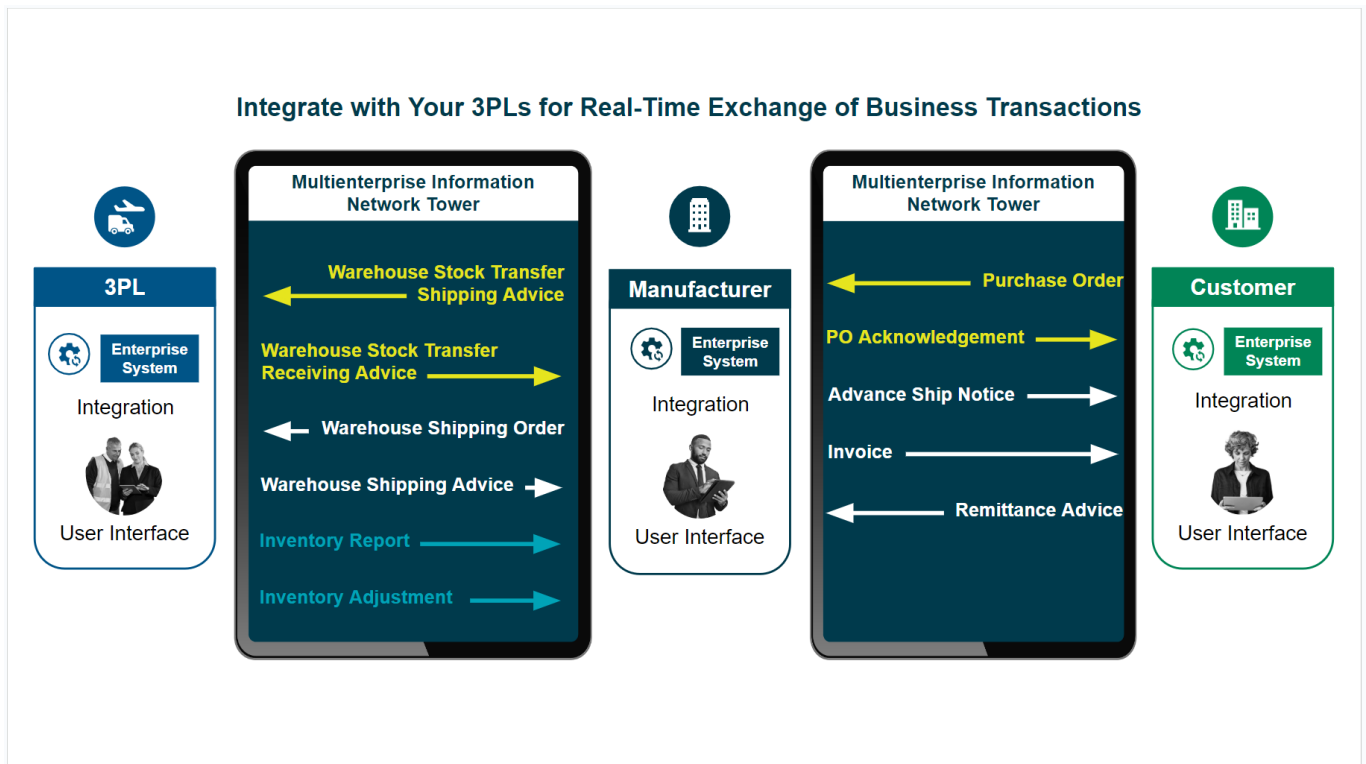 Integrate with Your 3PLs for Real-Time Exchange of Business Transactions
3PL
Enterprise
System
Integration
User Interface
Multienterprise Information
Network Tower
Warehouse Stock Transfer
Shipping Advice
Warehouse Stock Transfer
Receiving Advice
Warehouse Shipping Order
Warehouse Shipping Advice
Inventory Report
Inventory Adjustment
Manufacturer
Enterprise
System
Integration
User Interface
Multienterprise Information
Network Tower
Purchase Order
PO Acknowledgement
Advance Ship Notice
Invoice
Remittance Advice
Customer
Enterprise
System
Integration
User Interface